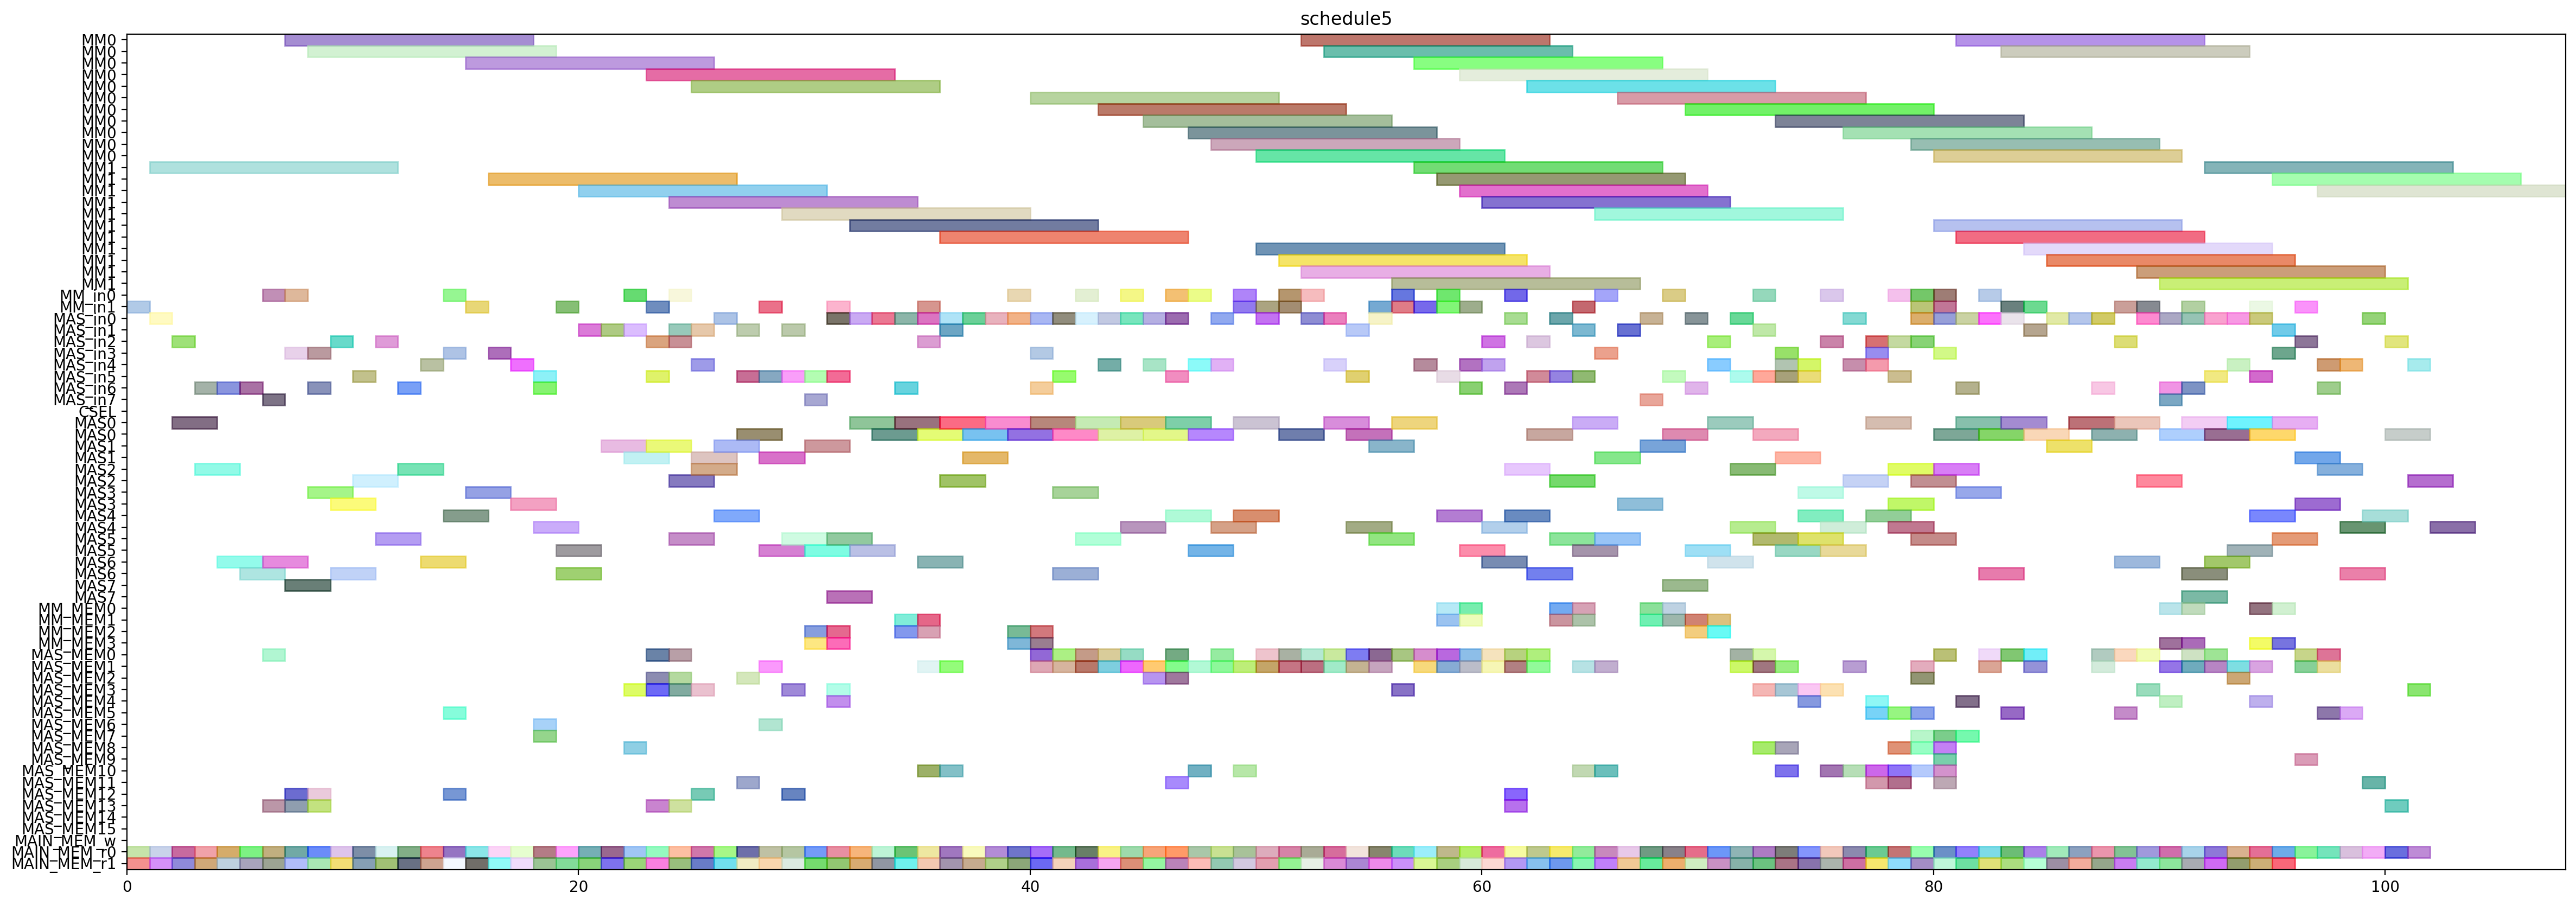 schedule5
MM0
MM0
MM0
MM0
MM0
MM0
MM0
MM0
MM0
MM0
MM0
MM1
MM1
MM1
MM1
MM1
MM1
MM1
MM1
MM1
MM1
MM1
MM_in0
MM_in1
MAS_in0
MAS_in1
MAS_in2
MAS_in3
MAS_in4
MAS_in5
MAS_in6
MAS_in7
CSEL
MAS0
MAS0
MAS1
MAS1
MAS2
MAS2
MAS3
MAS3
MAS4
MAS4
MAS5
MAS5
MAS6
MAS6
MAS7
MAS7
MM_MEM0
MM_MEM1
MM_MEM2
MM_MEM3
MAS_MEM0
MAS_MEM1
MAS_MEM2
MAS_MEM3
MAS_MEM4
MAS_MEM5
MAS_MEM6
MAS_MEM7
MAS_MEM8
MAS_MEM9
MAS_MEM10
MAS_MEM11
MAS_MEM12
MAS_MEM13
MAS_MEM14
MAS_MEM15
MAIN_MEM_w
MAIN_MEM_r0
MAIN_MEM_r1
0 20 40 60 80 100